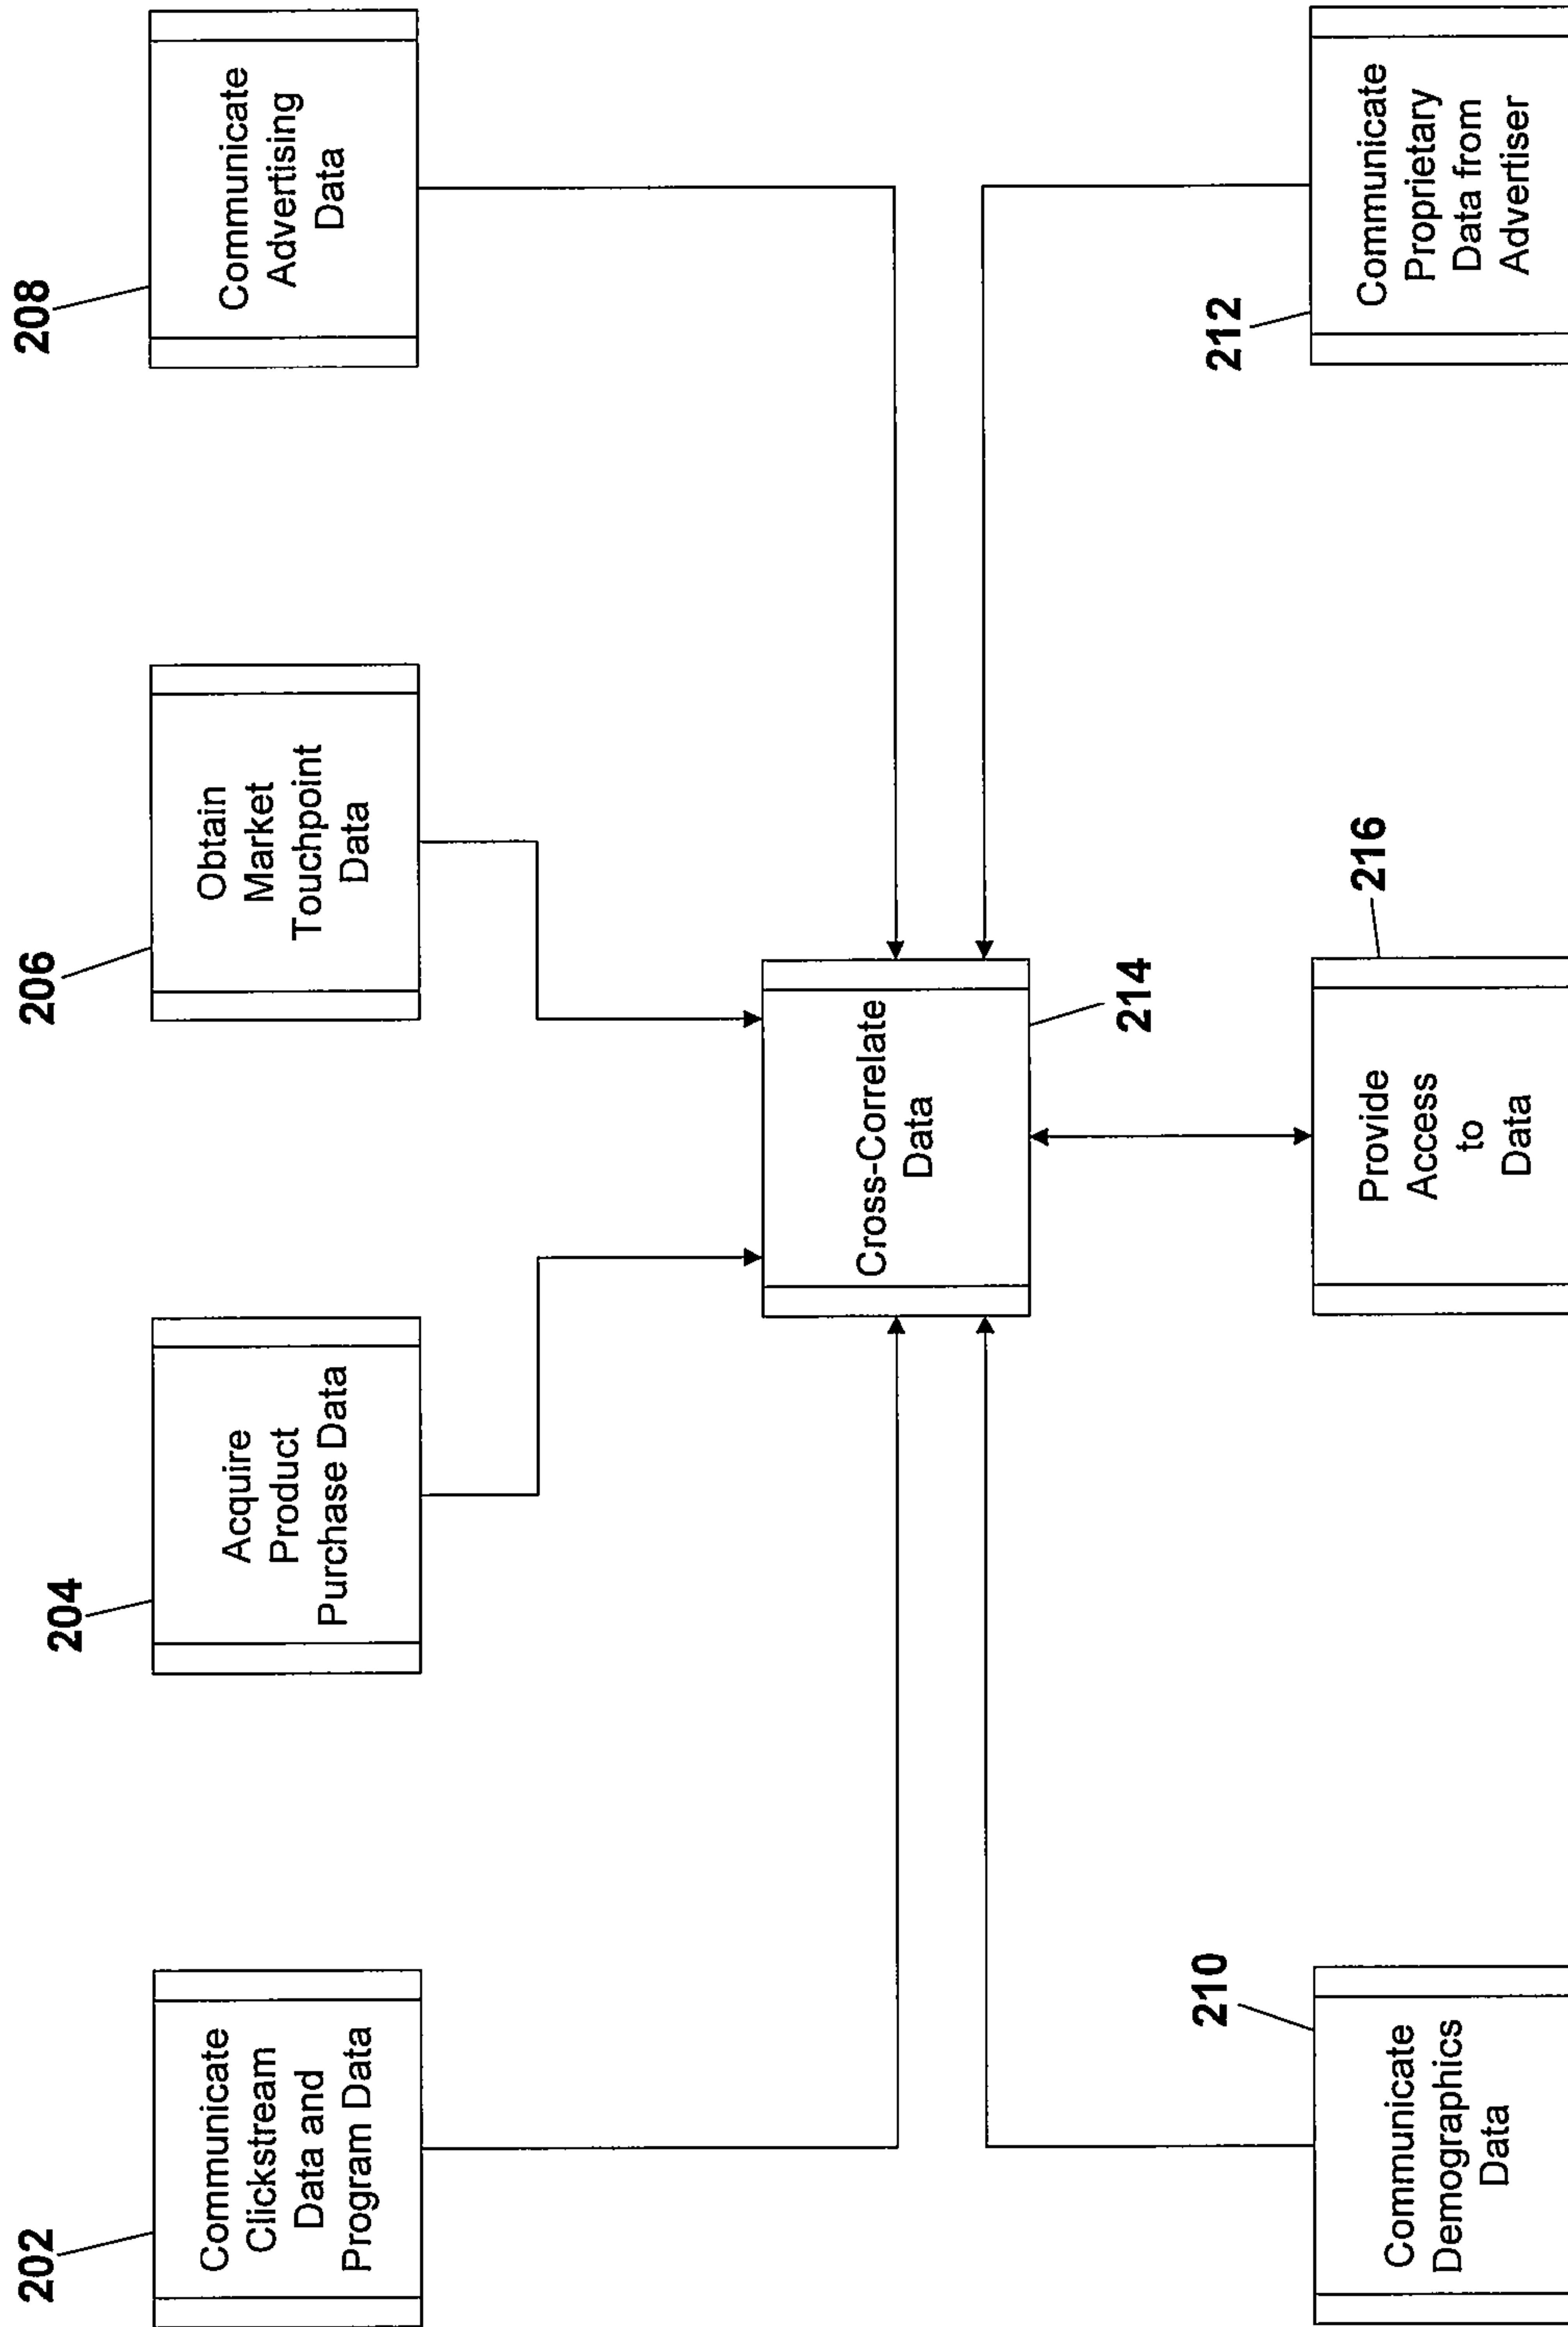 202
Communicate
Clickstream
Data and
Program Data
204
Acquire
Product
Purchase Data
206
Obtain
Market
Touchpoint
Data
208
Communicate
Advertising
Data
Cross-Correlate
Data
214
210
Communicate
Demographics
Data
Provide
Access
to
Data
216
212
Communicate
Proprietary
Data from
Advertiser